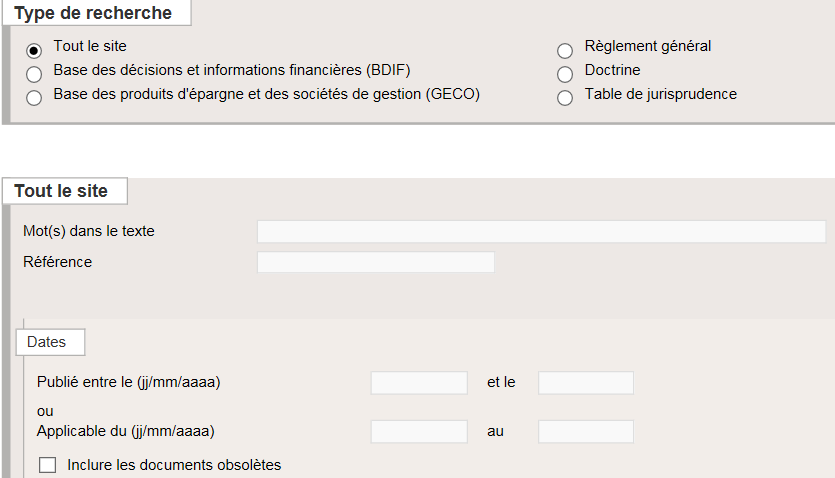 Type de recherche
Tout le site
Règlement général
Base des décisions et informations financières (BDIF)
Doctrine
Base des produits d'épargne et des sociétés de gestion (GECO)
Table de jurisprudence
Tout le site
Mot(s) dans le texte
Référence
Dates
Publié entre le (jj/mm/aaaa) et le
ou
Applicable du (jj/mm/aaaa) au
Inclure les documents obsolètes